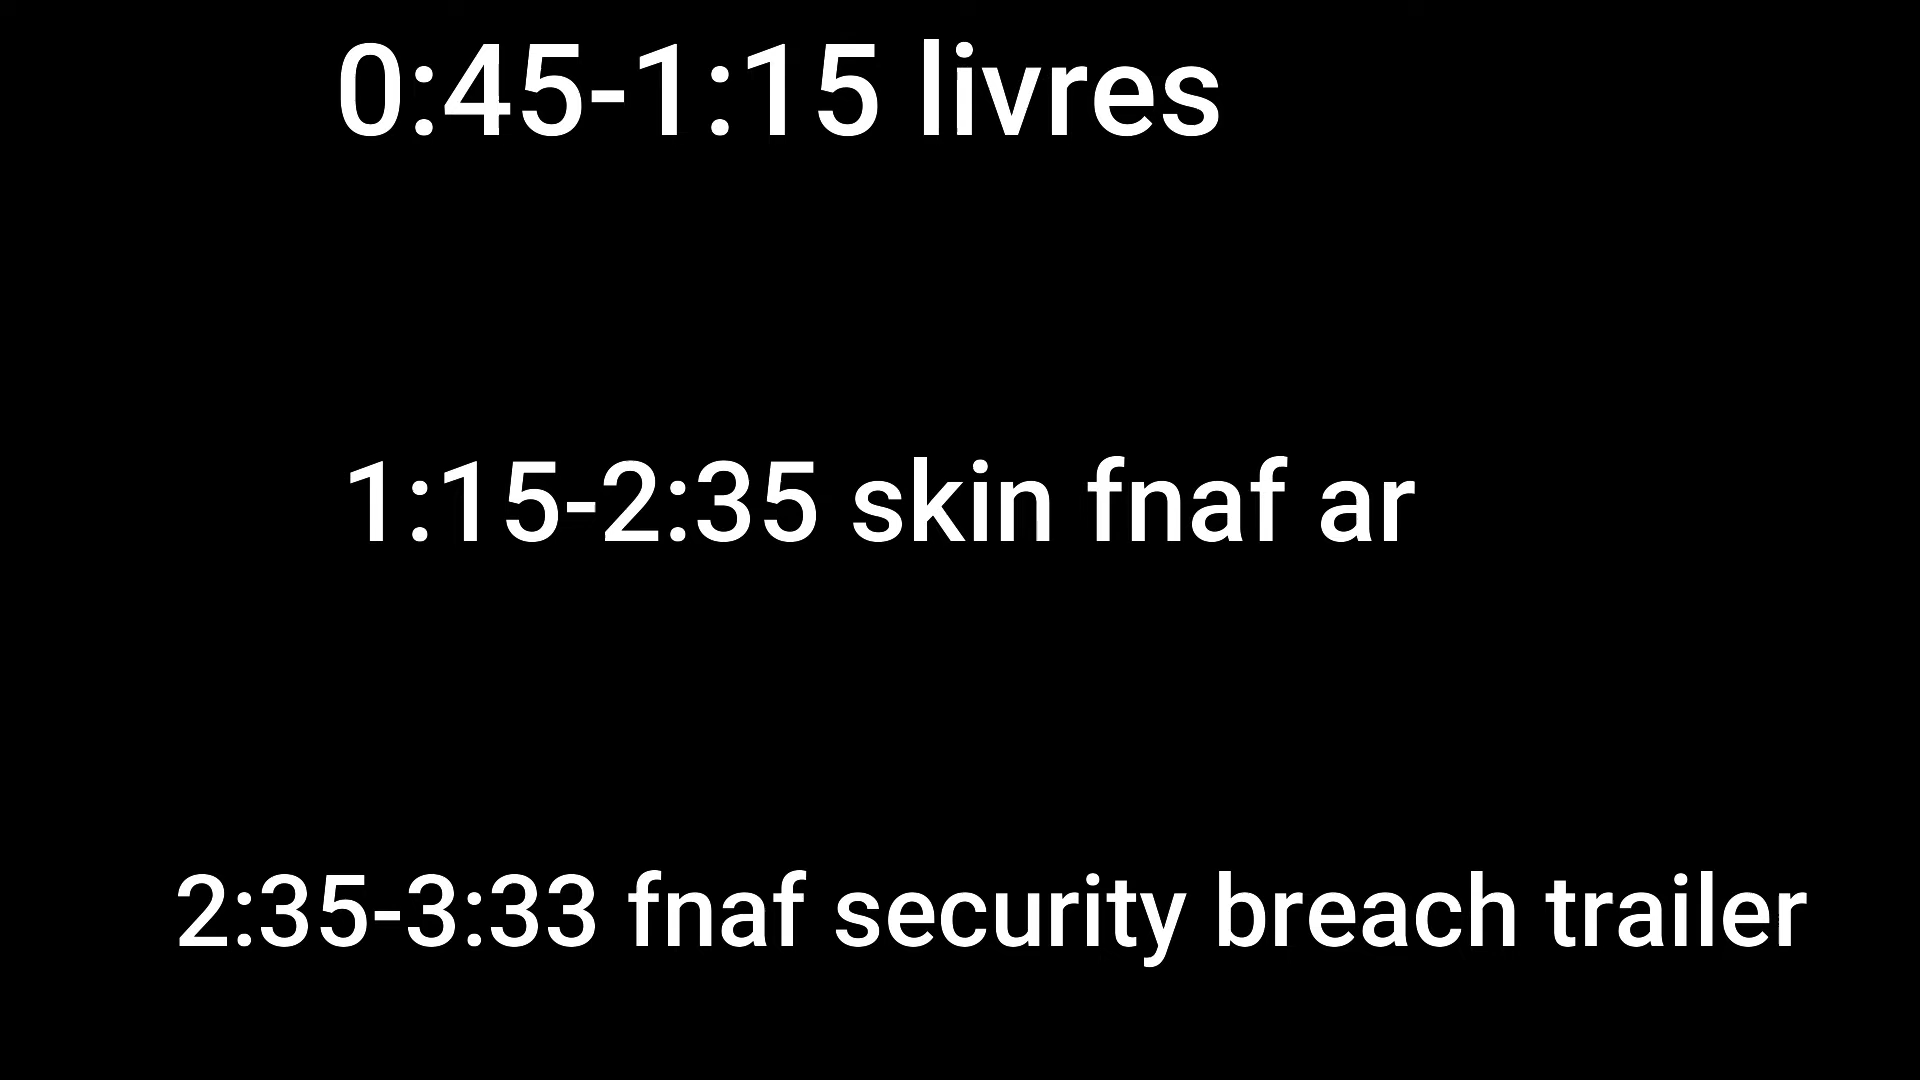 0:45-1:15 livres
1:15-2:35 skin fnaf ar
2:35-3:33 fnaf security breach trailer